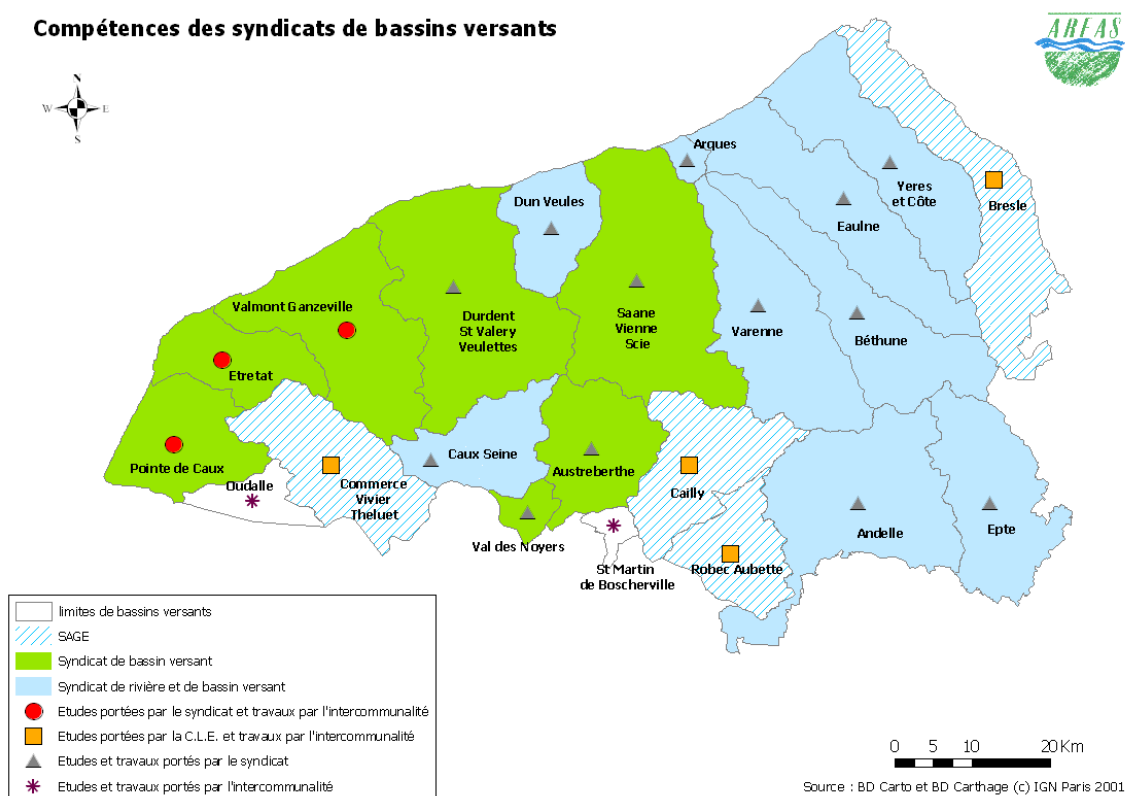 Compétences des syndicats de bassins versants
AREAS
N
W E
S
Arques
Yeres
et Côte
Bresle
Dun Veules
Eaulne
Valmont Ganzeville
Durdent
St Valery
Veulettes
Saane
Vienne
Scie
Varenne
Béthune
Etretat
Pointe de Caux
Oudalle
Commerce
Vivier
Theluet
Caux Seine
Austreberthe
Cailly
Val des Noyers
St Martin
de Boscherville
Robec Aubette
Andelle
Epte
limites de bassins versants
SAGE
Syndicat de bassin versant
Syndicat de rivière et de bassin versant
Etudes portées par le syndicat et travaux par l'intercommunalité
Etudes portées par la C.L.E. et travaux par l'intercommunalité
Etudes et travaux portés par le syndicat
Etudes et travaux portés par l'intercommunalité
0 5 10 20 Km
Source : BD Carto et BD Carthage (c) IGN Paris 2001